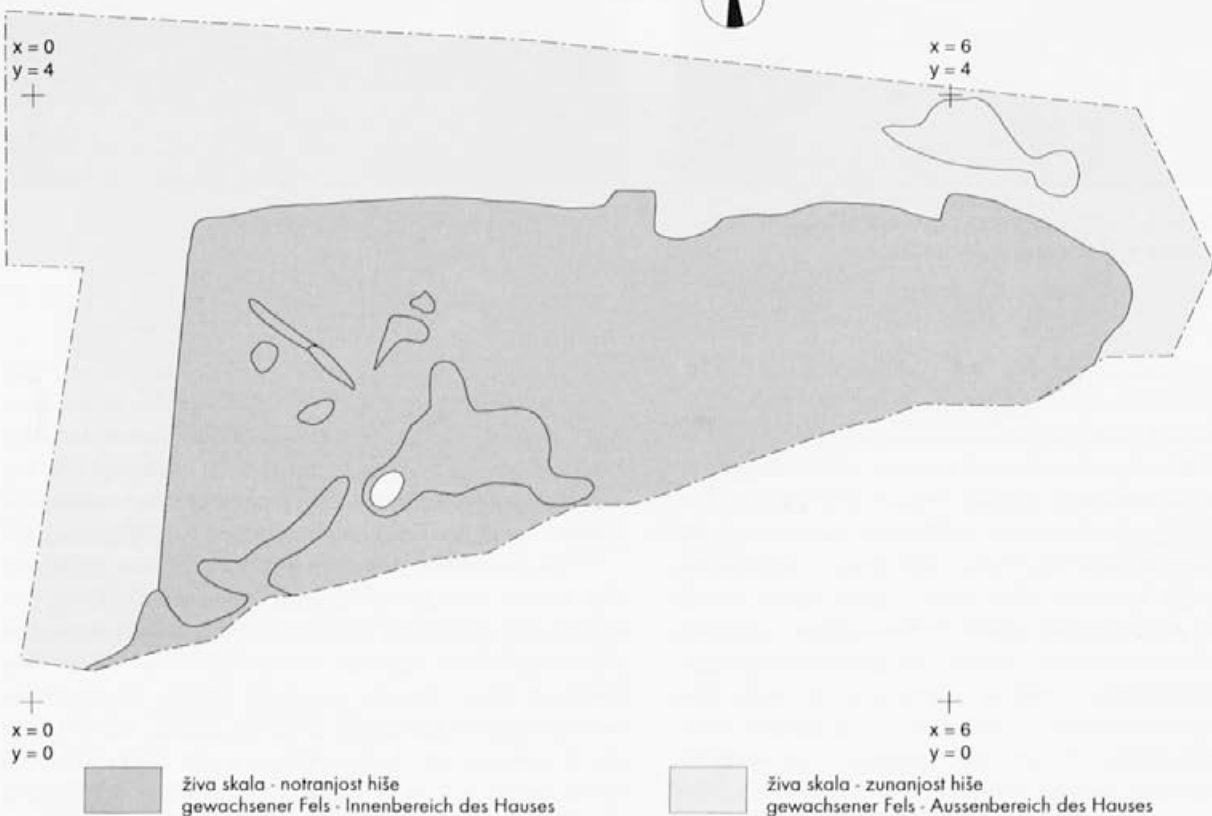 x = 0
y = 4
x = 6
y = 4
x = 0
y = 0
x = 6
y = 0
živa skala - notranjost hiše
gewachsener Fels - Innenbereich des Hauses
živa skala - zunanjost hiše
gewachsener Fels - Aussenbereich des Hauses